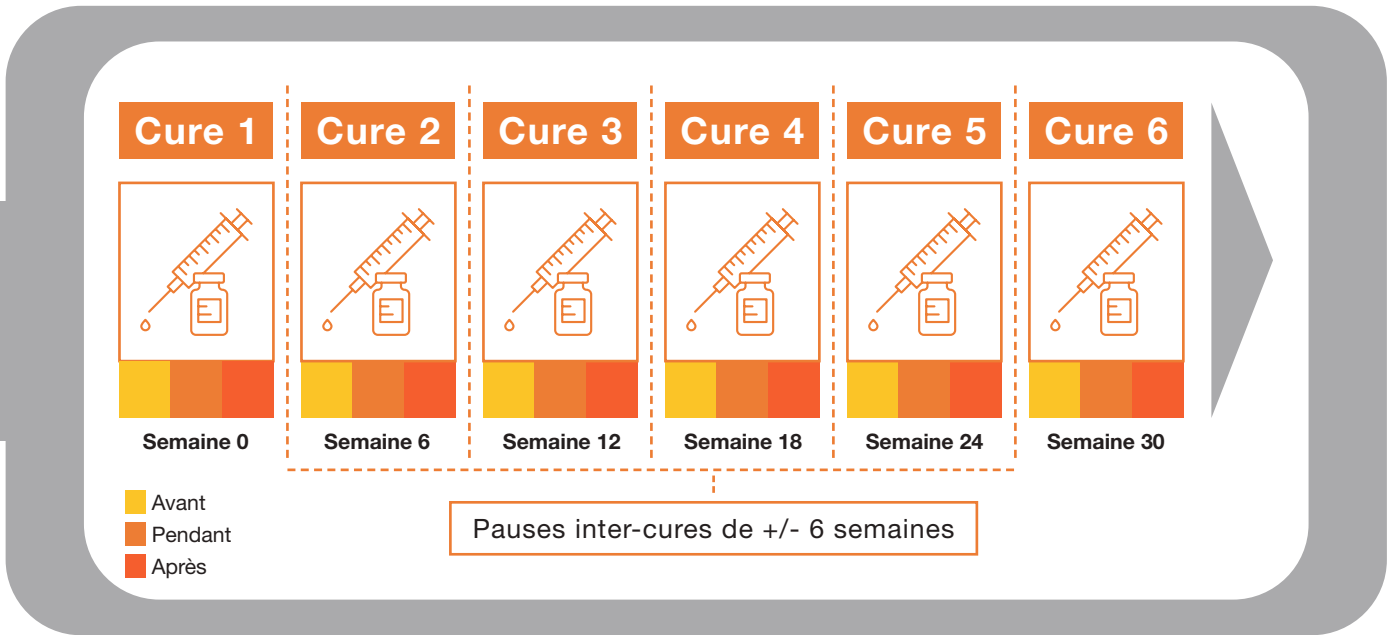 Cure 1
Cure 2
Cure 3
Cure 4
Cure 5
Cure 6
Semaine 0
Semaine 6
Semaine 12
Semaine 18
Semaine 24
Semaine 30
Avant
Pendant
Après
Pauses inter-cures de +/- 6 semaines